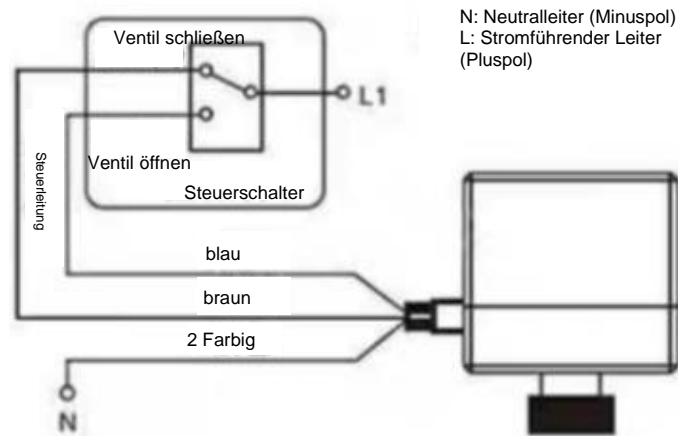 N: Neutralleiter (Minuspol)
L: Stromführender Leiter
(Pluspol)
Ventil schließen
L1
Ventil öffnen
Steuerschalter
Steuerleitung
blau
braun
2 Farbig
N